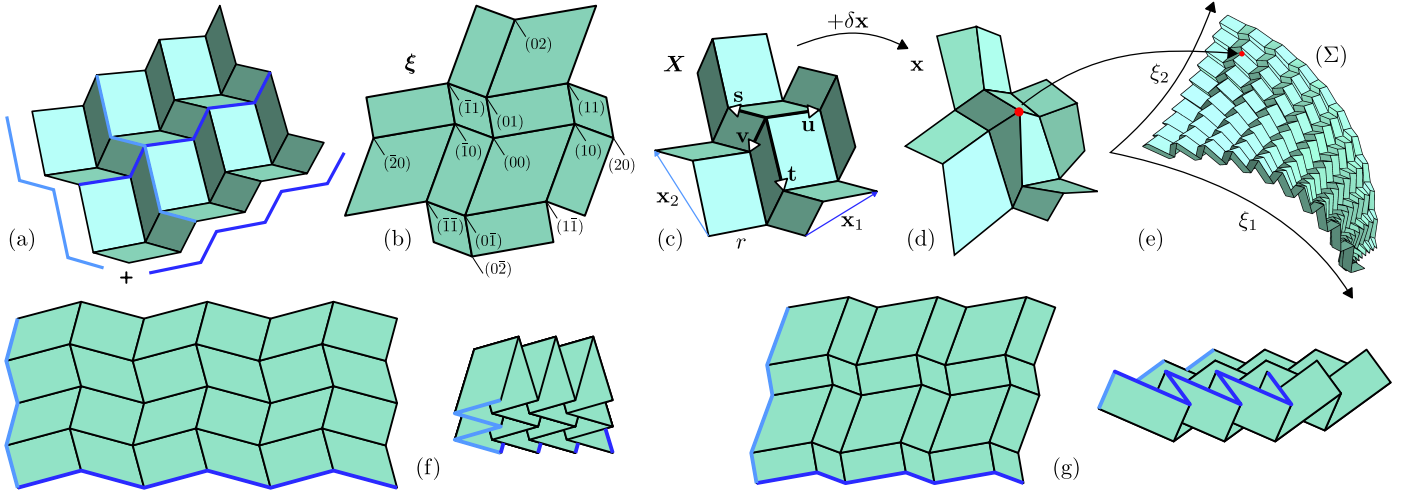 (a)
+
ξ
(b)
(02)
(1̄1)
(01)
(11)
(2̄0)
(1̄0)
(00)
(10)
(20)
(1̄1̄)
(01̄)
(11̄)
(02̄)
X
+δx
s
u
v
t
x₂
x₁
r
(c)
x
(d)
ξ₂
(Σ)
ξ₁
(e)
(f)
(g)